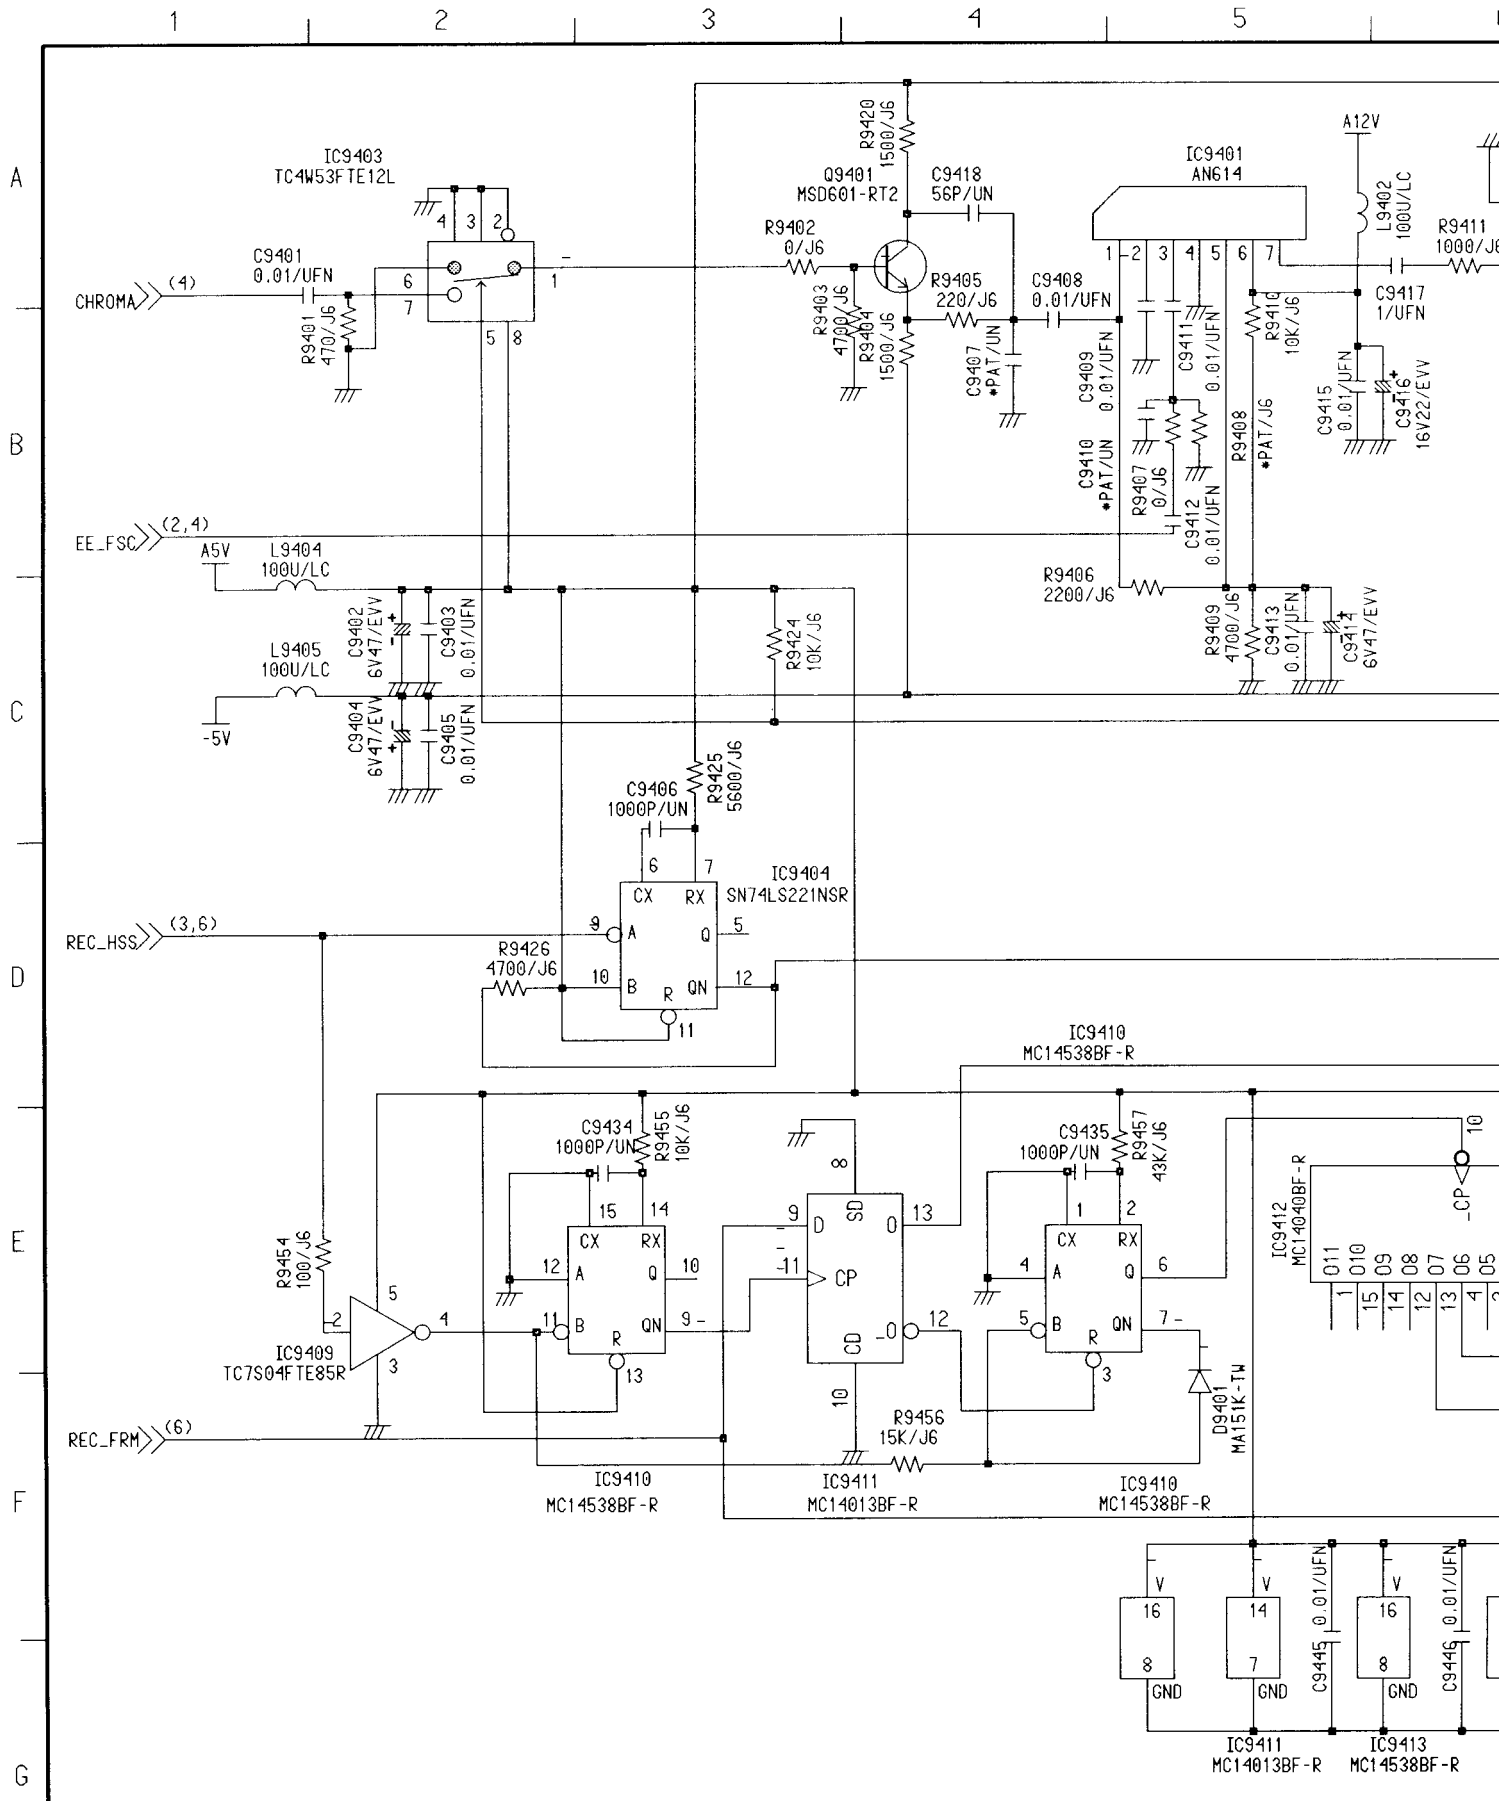 1 2 3 4 5
A
B
C
D
E
F
G
IC9403
TC4W53FTE12L
4 3 2
6
7
1
5 8
C9401
0.01/UFN
CHROMA (4)
R9401
470/J6
R9420
1500/J6
Q9401
MSD601-RT2
C9418
56P/UN
R9402
0/J6
R9403
4700/J6
R9404
1500/J6
R9405
220/J6
C9408
0.01/UFN
C9407
*PAT/UN
IC9401
AN614
1 2 3 4 5 6 7
A12V
L9402
100U/LC
R9411
1000/J6
C9417
1/UFN
C9409
0.01/UFN
C9411
0.01/UFN
R9410
10K/J6
C9415
0.01/UFN
C9416
16V22/EVV
C9410
*PAT/UN
R9407
0/J6
C9412
0.01/UFN
R9408
*PAT/J6
EE_FSC (2,4)
A5V
L9404
100U/LC
C9402
6V47/EVV
C9403
0.01/UFN
R9424
10K/J6
R9406
2200/J6
R9409
4700/J6
C9413
0.01/UFN
C9414
6V47/EVV
L9405
100U/LC
-5V
C9404
6V47/EVV
C9405
0.01/UFN
R9425
5600/J6
C9406
1000P/UN
6 7
IC9404
SN74LS221NSR
CX RX
REC_HSS (3,6)
9 A Q 5
R9426
4700/J6
10 B QN 12
R
11
IC9410
MC14538BF-R
C9434
1000P/UN
R9455
10K/J6
15 14
CX RX
12 A Q 10
11 B QN 9
R
13
8
SD
9 D O 13
11 CP
_O 12
CD
10
C9435
1000P/UN
R9457
43K/J6
1 2
CX RX
4 A Q 6
5 B QN 7
R
3
10
IC9412
MC14040BF-R
_CP
O11 O10 O9 O8 O7 O6 O5
1 15 14 12 13 4
R9454
100/J6
5
2 4
3
IC9409
TC7S04FTE85R
D9401
MA151K-TW
REC_FRM (6)
R9456
15K/J6
IC9410
MC14538BF-R
IC9411
MC14013BF-R
IC9410
MC14538BF-R
V V V
16 14 16
8 7 8
GND GND GND
C9445 0.01/UFN
C9446 0.01/UFN
IC9411
MC14013BF-R
IC9413
MC14538BF-R